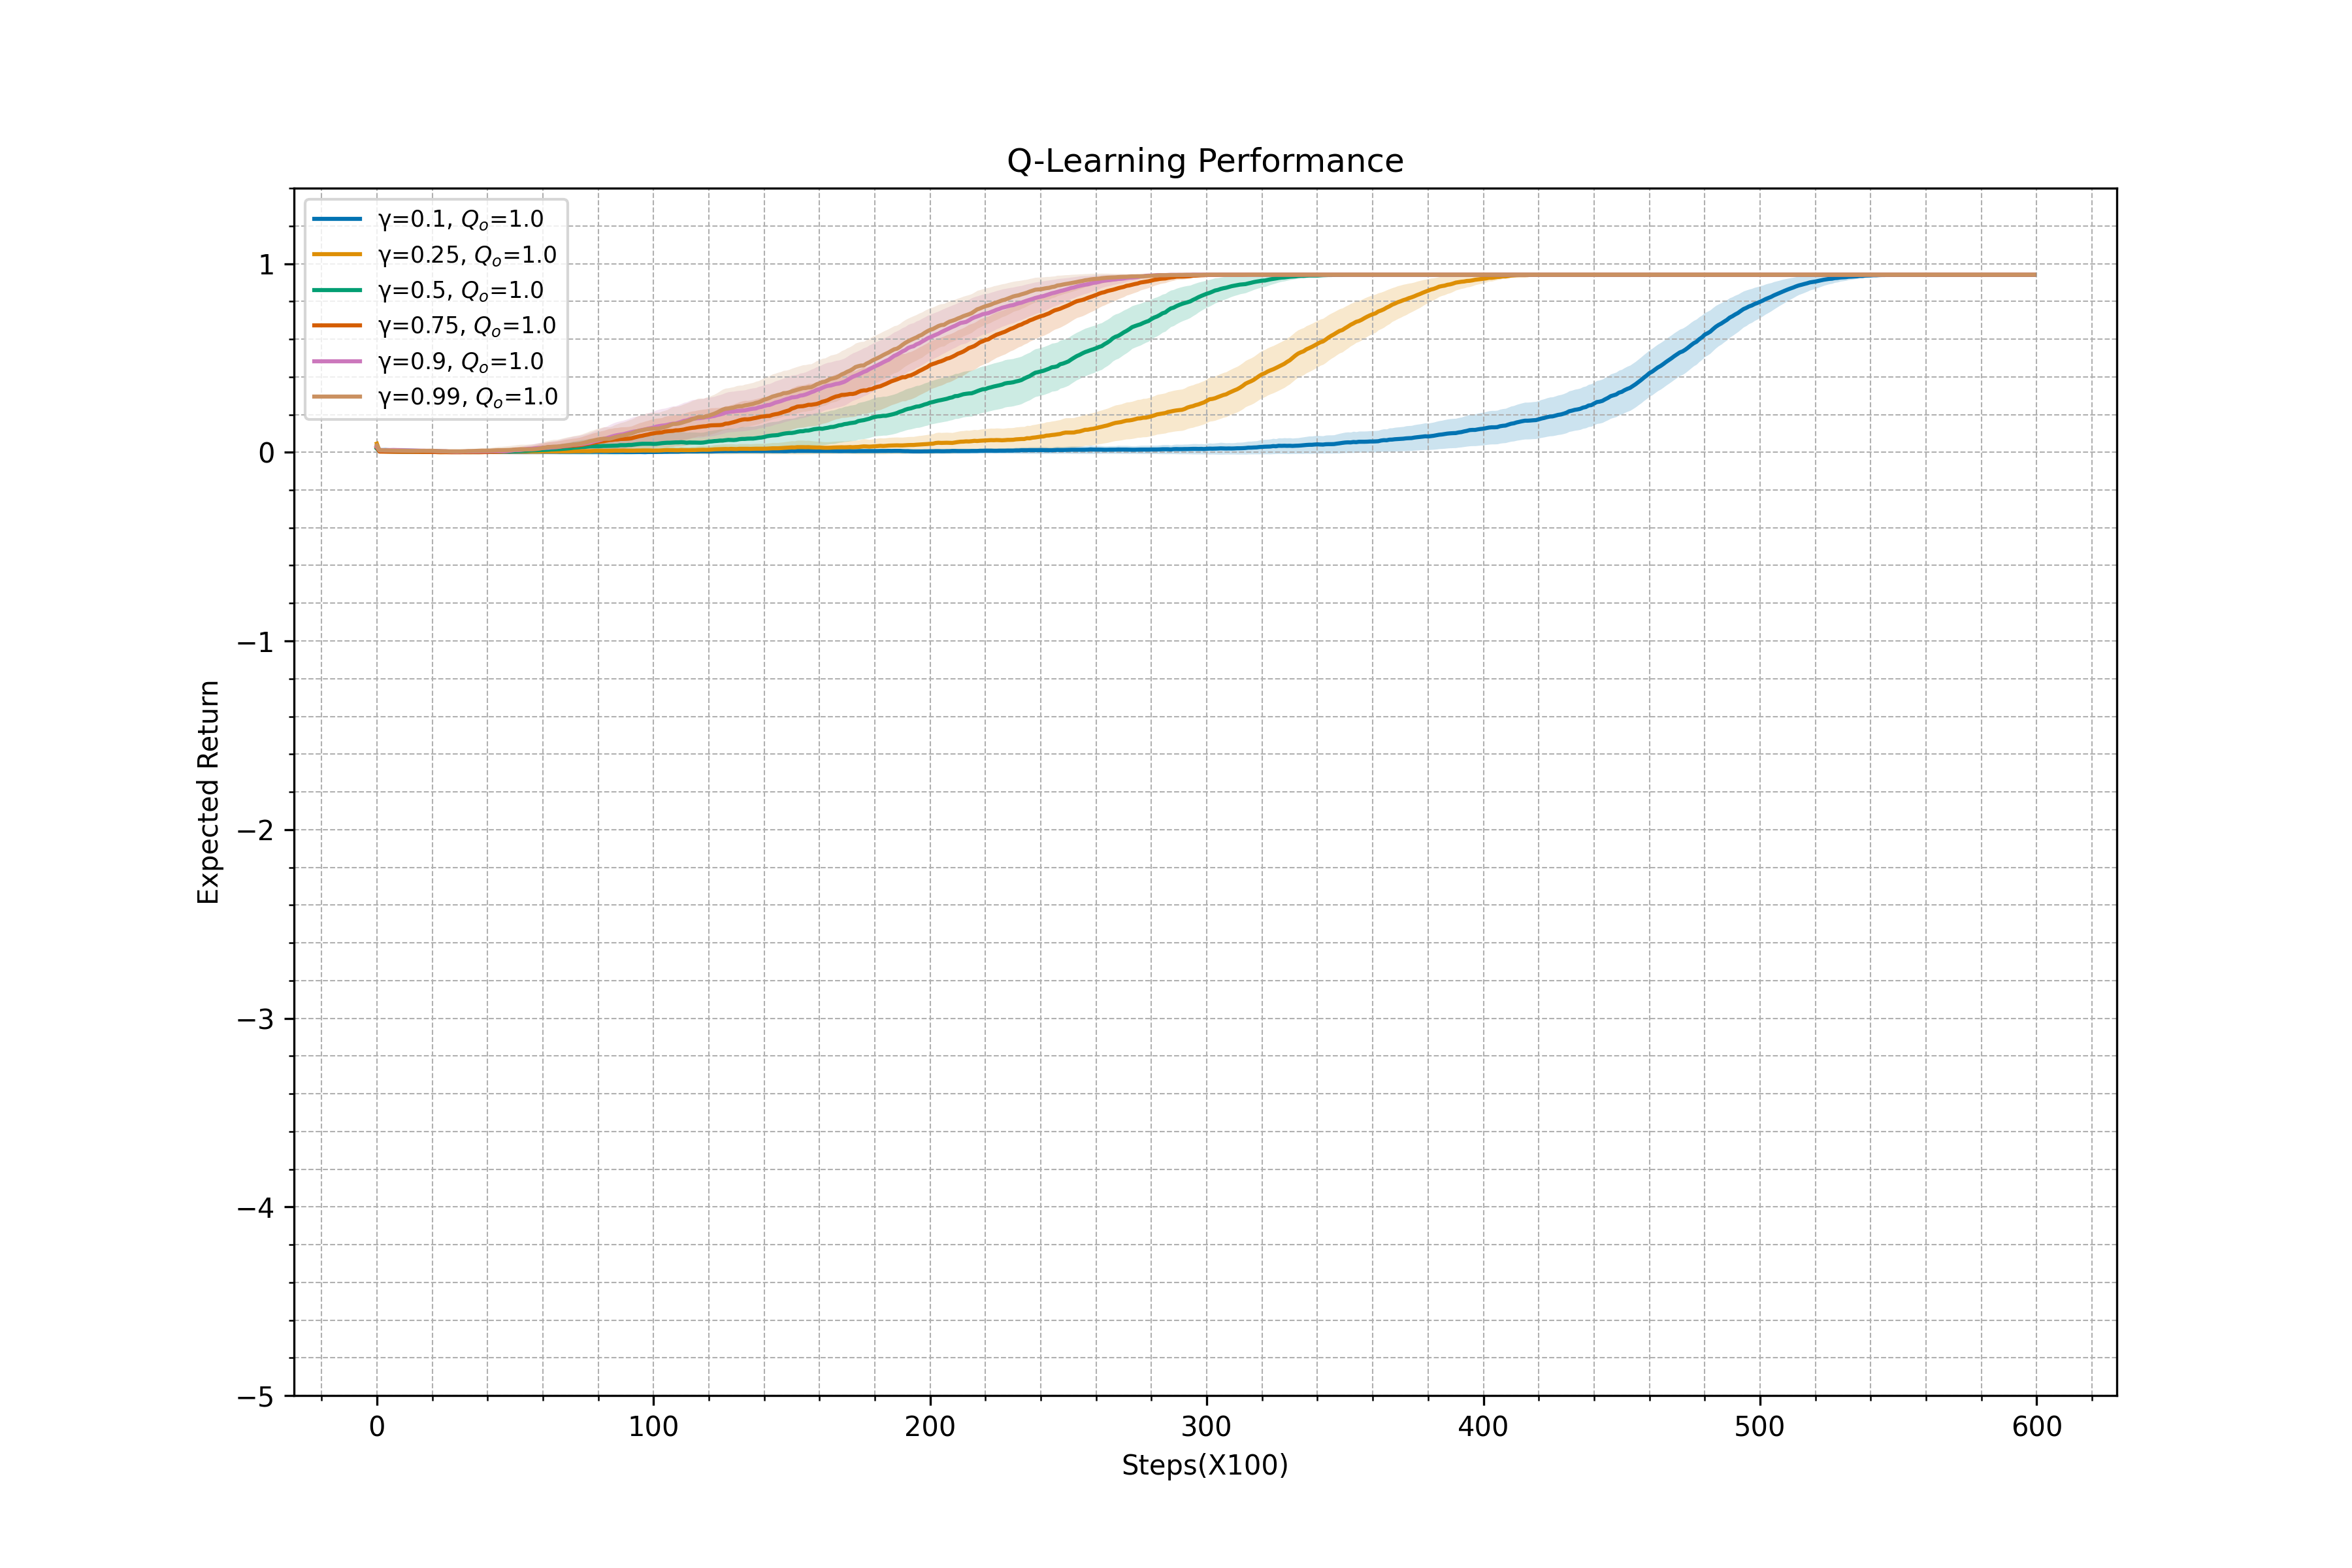 Q-Learning Performance
γ=0.1, Qo=1.0
γ=0.25, Qo=1.0
γ=0.5, Qo=1.0
γ=0.75, Qo=1.0
γ=0.9, Qo=1.0
γ=0.99, Qo=1.0
1
0
−1
−2
−3
−4
−5
Expected Return
0 100 200 300 400 500 600
Steps(X100)